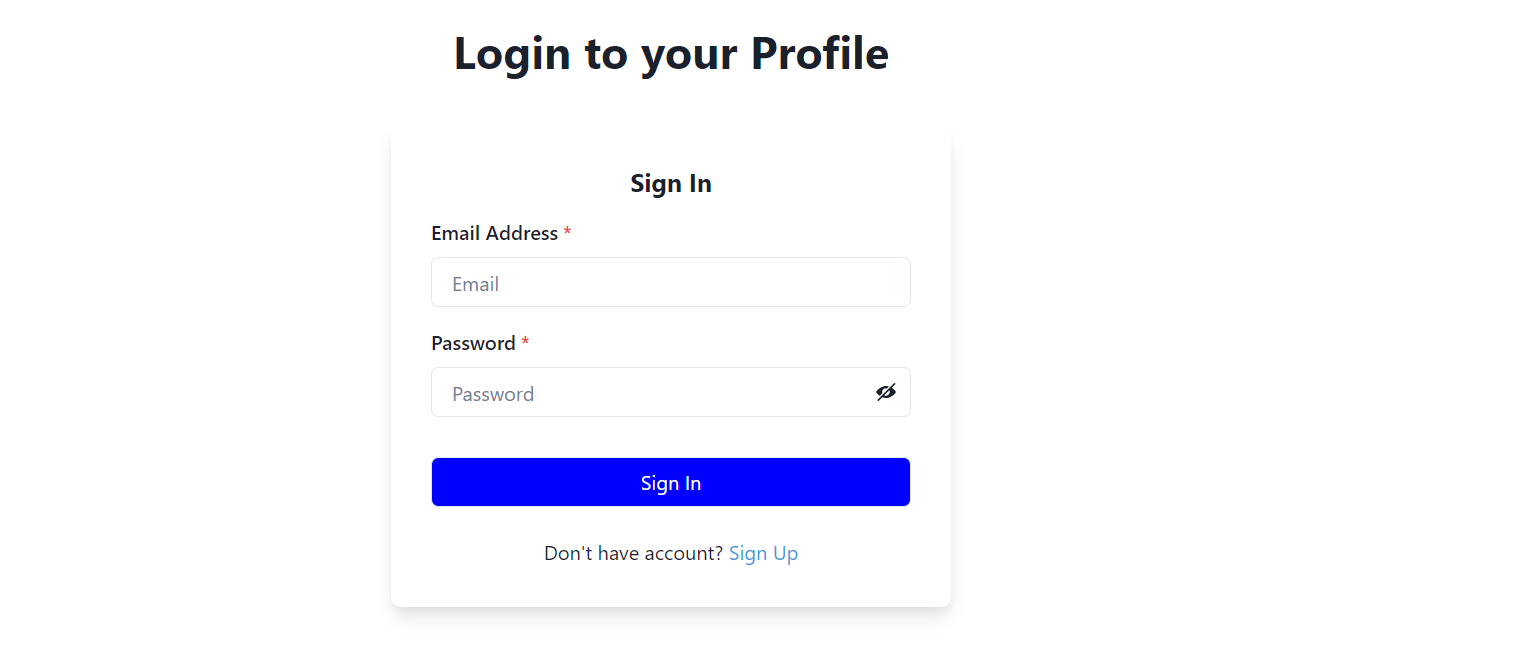 Login to your Profile
Sign In
Email Address *
Email
Password *
Password
Sign In
Don't have account? Sign Up